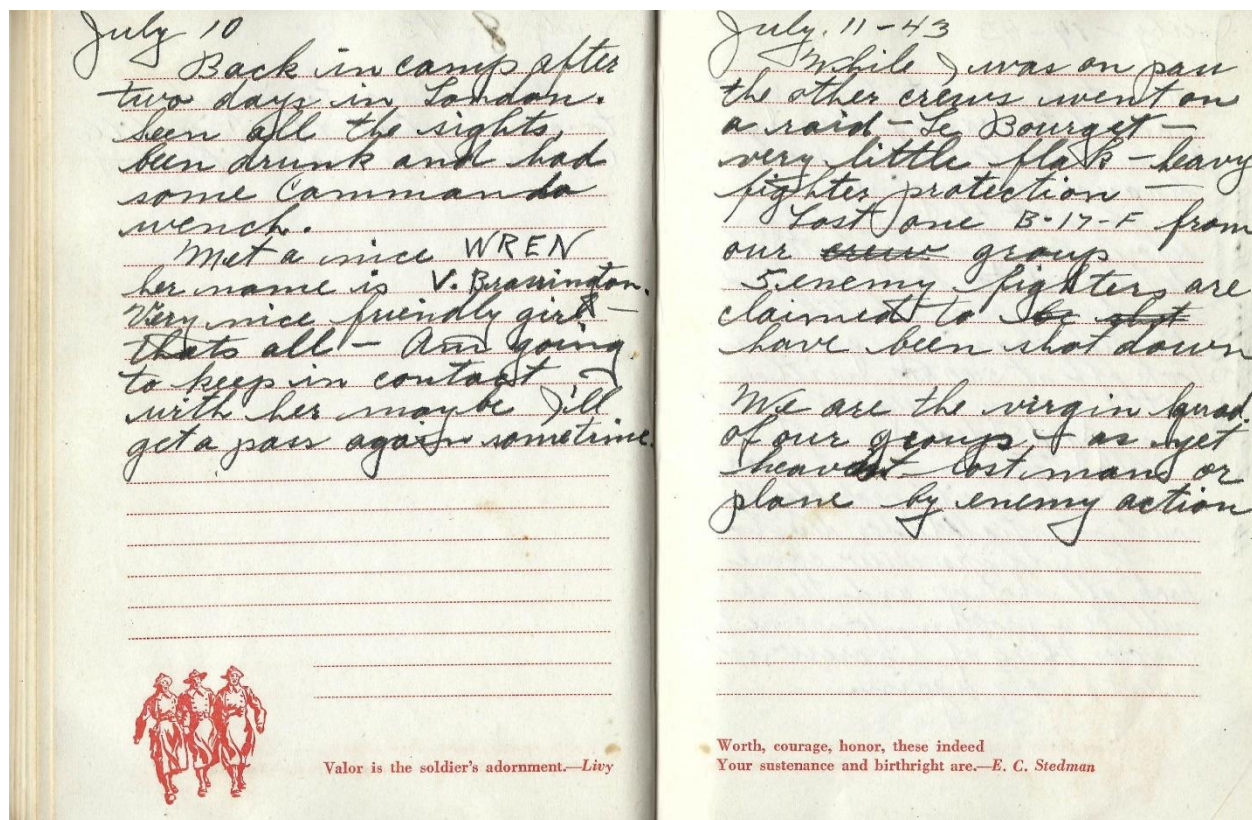 July 10
Back in camp after
two days in London.
Seen all the sights,
been drunk and had
some Commando
wench.
Met a nice WREN
her name is V. Brassington.
Very nice friendly girl –
thats all – Am going
to keep in contact
with her maybe I'll
get a pass again sometime.
Valor is the soldier's adornment.—Livy
July. 11-43
While I was on pass
the other crews went on
a raid – Le Bourget –
very little flak – heavy
fighter protection –
Lost one B-17-F from
our crew group
5 enemy fighters are
claimed to be shot
have been shot down
We are the virgin
of our group – as yet
lost man or
plane by enemy action
Worth, courage, honor, these indeed
Your sustenance and birthright are.—E. C. Stedman